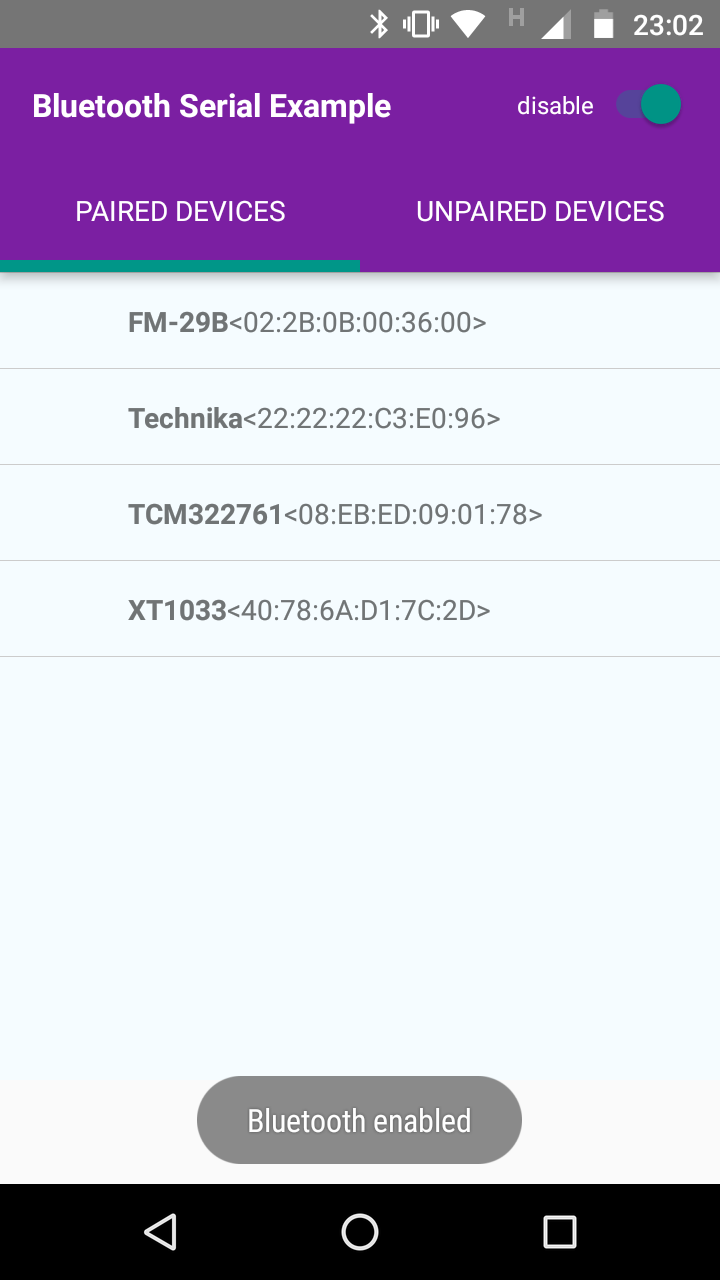 H 23:02
Bluetooth Serial Example disable
PAIRED DEVICES UNPAIRED DEVICES
FM-29B<02:2B:0B:00:36:00>
Technika<22:22:22:C3:E0:96>
TCM322761<08:EB:ED:09:01:78>
XT1033<40:78:6A:D1:7C:2D>
Bluetooth enabled